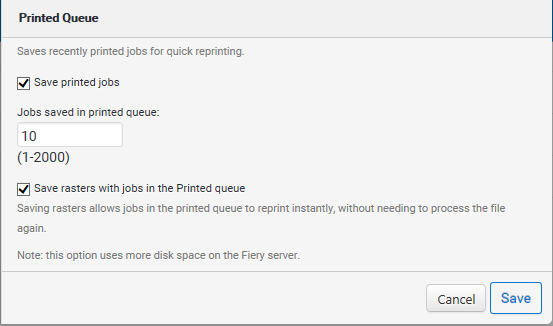 Printed Queue
Saves recently printed jobs for quick reprinting.
Save printed jobs
Jobs saved in printed queue:
10
(1-2000)
Save rasters with jobs in the Printed queue
Saving rasters allows jobs in the printed queue to reprint instantly, without needing to process the file
again.
Note: this option uses more disk space on the Fiery server.
Cancel Save